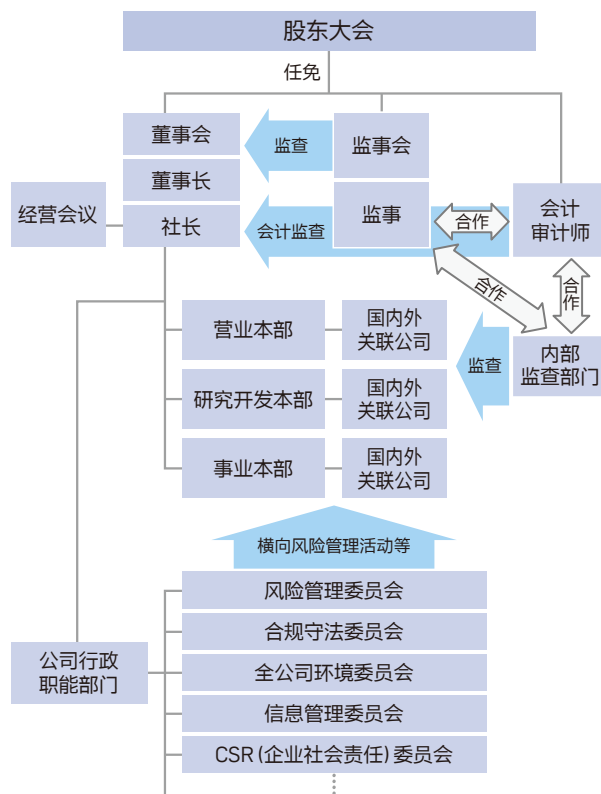 股东大会
任免
董事会
监查
监事会
董事长
经营会议
社长
会计监查
监事
合作
会计
审计师
合作
合作
营业本部
国内外
关联公司
监查
内部
监查部门
研究开发本部
国内外
关联公司
事业本部
国内外
关联公司
横向风险管理活动等
风险管理委员会
合规守法委员会
公司行政
职能部门
全公司环境委员会
信息管理委员会
CSR (企业社会责任) 委员会